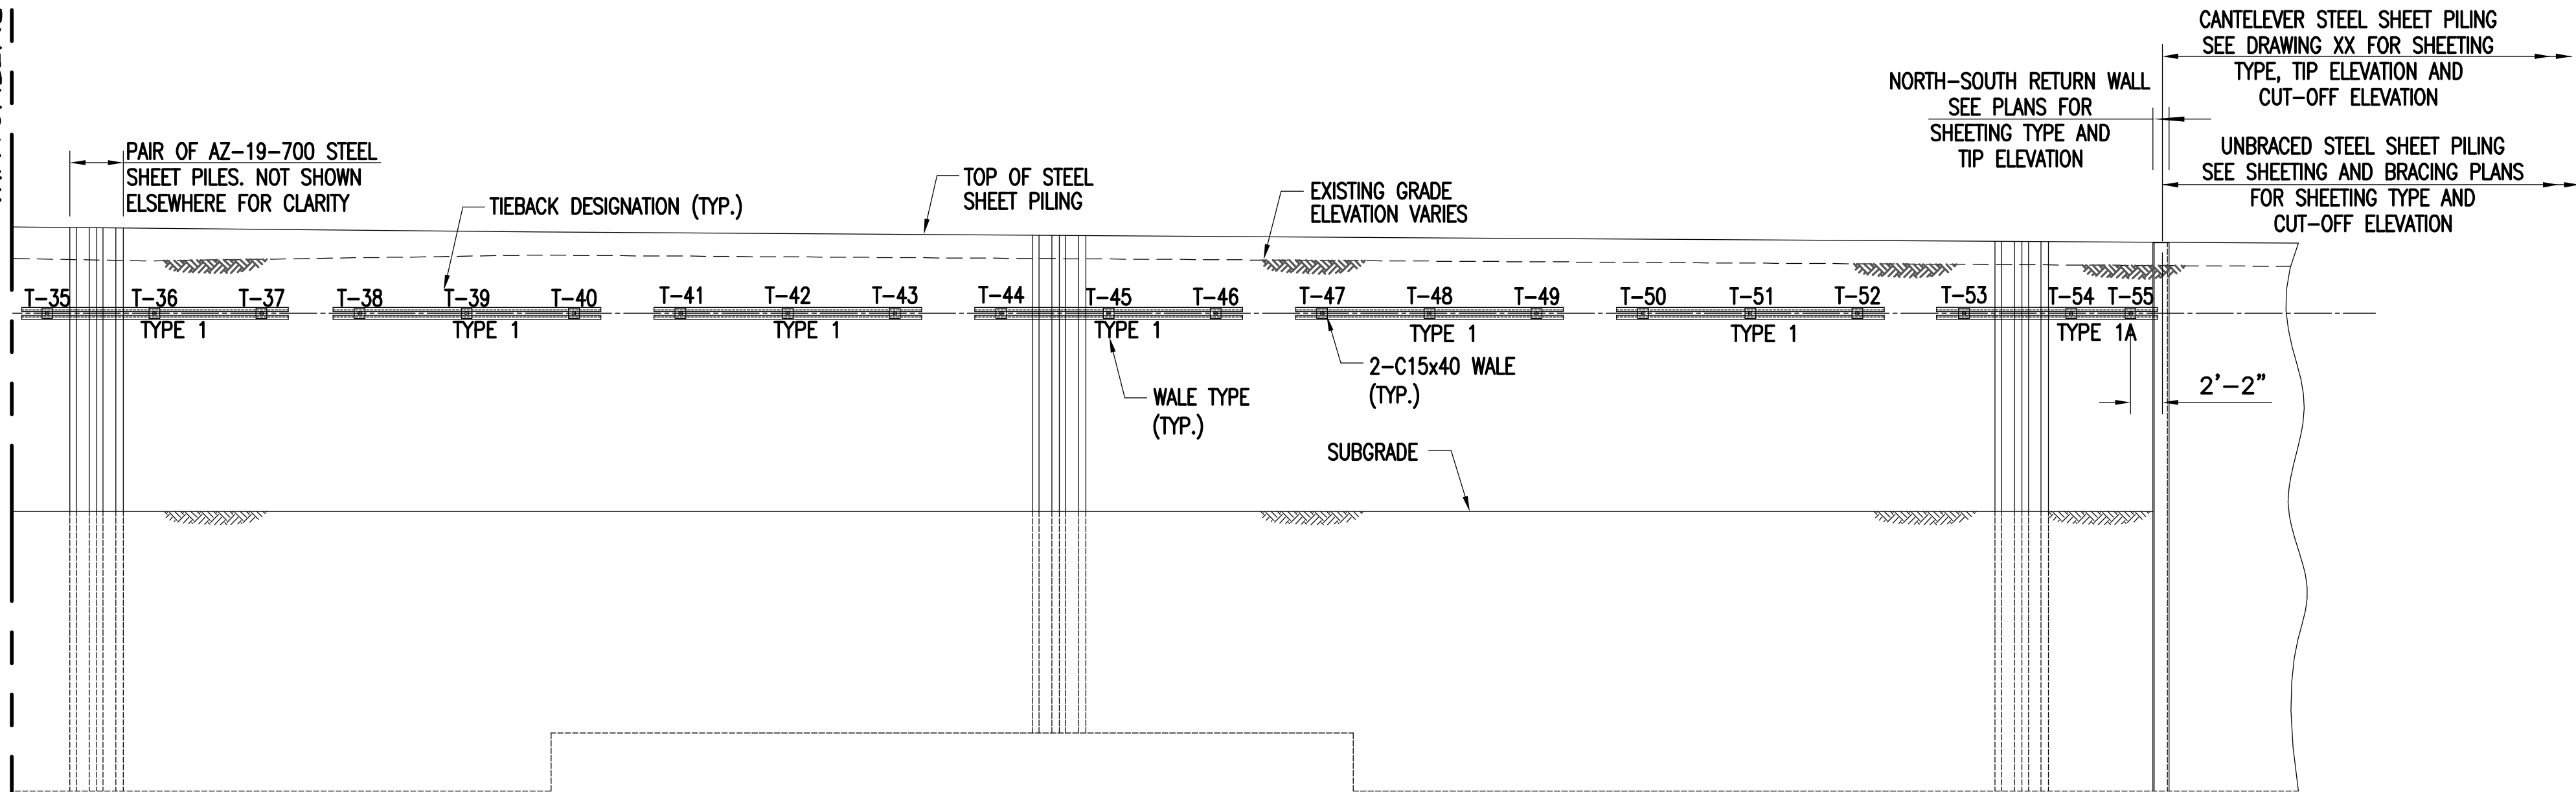 CANTELEVER STEEL SHEET PILING
SEE DRAWING XX FOR SHEETING
TYPE, TIP ELEVATION AND
CUT-OFF ELEVATION
NORTH-SOUTH RETURN WALL
SEE PLANS FOR
SHEETING TYPE AND
TIP ELEVATION
UNBRACED STEEL SHEET PILING
SEE SHEETING AND BRACING PLANS
FOR SHEETING TYPE AND
CUT-OFF ELEVATION
PAIR OF AZ-19-700 STEEL
SHEET PILES. NOT SHOWN
ELSEWHERE FOR CLARITY
TIEBACK DESIGNATION (TYP.)
TOP OF STEEL
SHEET PILING
EXISTING GRADE
ELEVATION VARIES
T-35 T-36 T-37 T-38 T-39 T-40 T-41 T-42 T-43 T-44 T-45 T-46 T-47 T-48 T-49 T-50 T-51 T-52 T-53 T-54 T-55
TYPE 1 TYPE 1 TYPE 1 TYPE 1 TYPE 1 TYPE 1 TYPE 1A
2-C15x40 WALE
(TYP.)
WALE TYPE
(TYP.)
2'-2"
SUBGRADE